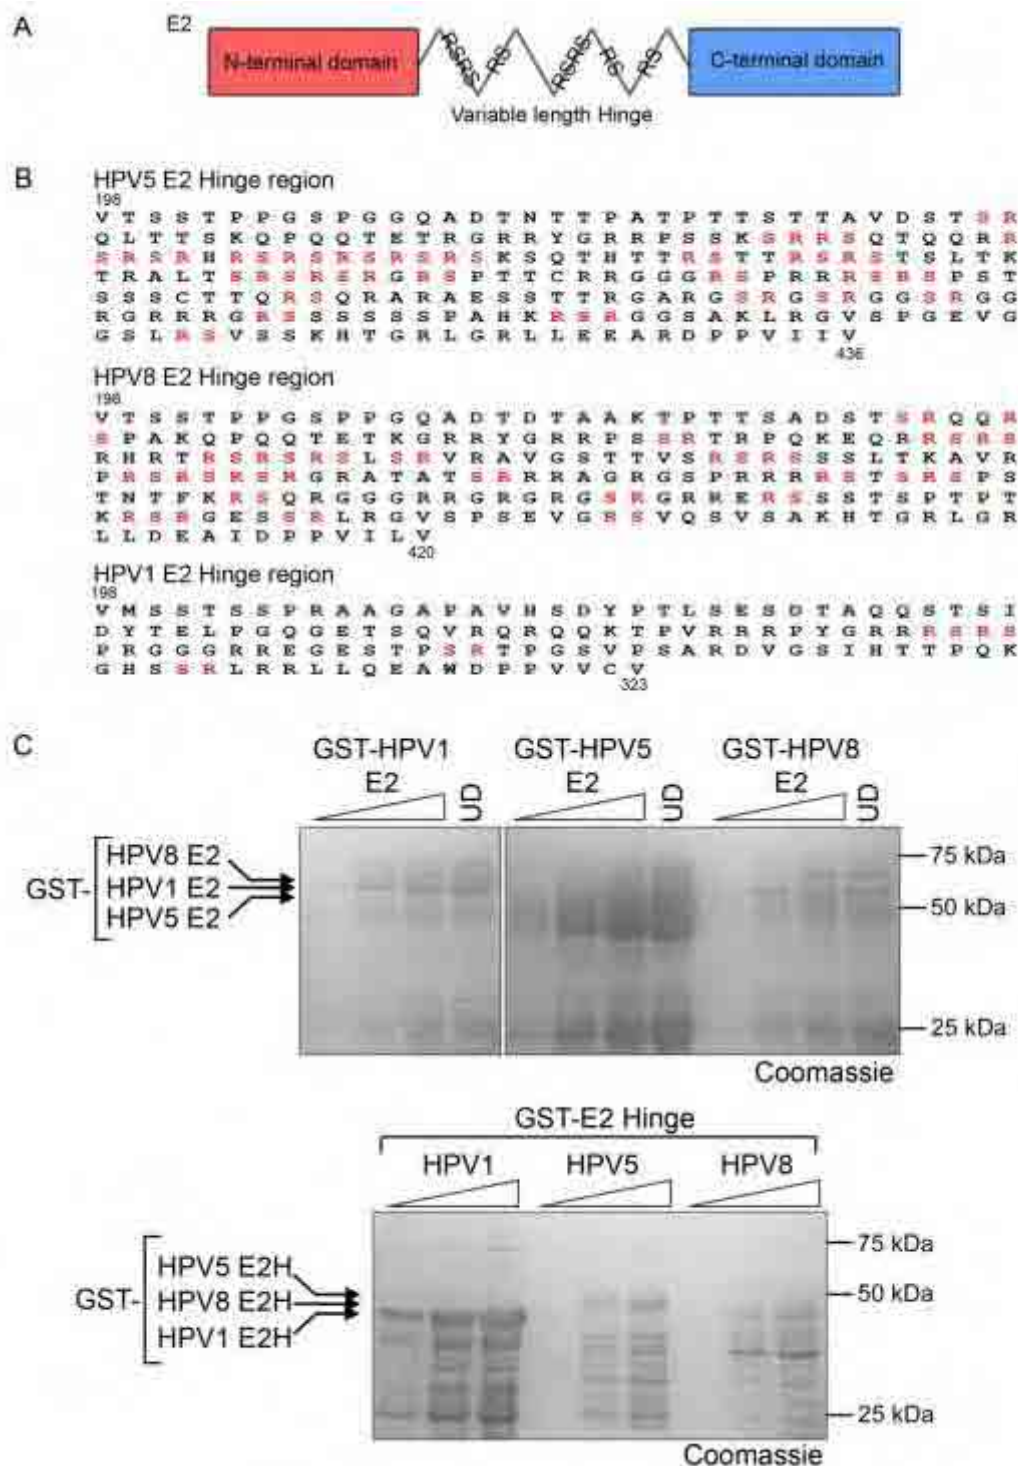 A
E2
N-terminal domain RSRS RS RSRS RS RS C-terminal domain
Variable length Hinge
B
HPV5 E2 Hinge region
198
V T S S T P P G S P G G Q A D T N T T P A T P T T S T T A V D S T S R
Q L T T S K Q P Q Q T E T R G R R Y G R R P S S K S R R S Q T Q Q R R
S R S R H R S R S R S R S R S K S Q T H T T R S T T R S R S T S L T K
T R A L T S R S R S R G R S P T T C R R G G G R S P R R R S R S P S T
S S S C T T Q R S Q R A R A E S S T T R G A R G S R G S R G G S R G G
R G R R R G R S S S S S S P A H K R S R G G S A K L R G V S P G E V G
G S L R S V S S K H T G R L G R L L E E A R D P P V I I V
436
HPV8 E2 Hinge region
198
V T S S T P P G S P P G Q A D T D T A A K T P T T S A D S T S R Q Q R
S P A K Q P Q Q T E T K G R R Y G R R P S S R T R P Q K E Q R R S R S
R H R T R S R S R S L S R V R A V G S T T V S R S R S S S L T K A V R
P R S R S R S R G R A T A T S R R R A G R G S P R R R R S T S R S P S
T N T F K R S Q R G G G R R G R G R G S R G R R E R S S S T S P T P T
K R S R G E S S R L R G V S P S E V G R S V Q S V S A K H T G R L G R
L L D E A I D P P V I L V
420
HPV1 E2 Hinge region
198
V M S S T S S P R A A G A P A V H S D Y P T L S E S D T A Q Q S T S I
D Y T E L P G Q G E T S Q V R Q R Q Q K T P V R R R P Y G R R R S R S
P R G G G R R E G E S T P S R T P G S V P S A R D V G S I H T T P Q K
G H S S R L R R L L Q E A W D P P V V C V
323
C
GST-HPV1 GST-HPV5 GST-HPV8
E2 UD E2 UD E2 UD
GST-
HPV8 E2
HPV1 E2
HPV5 E2
75 kDa
50 kDa
25 kDa
Coomassie
GST-E2 Hinge
HPV1 HPV5 HPV8
GST-
HPV5 E2H
HPV8 E2H
HPV1 E2H
75 kDa
50 kDa
25 kDa
Coomassie